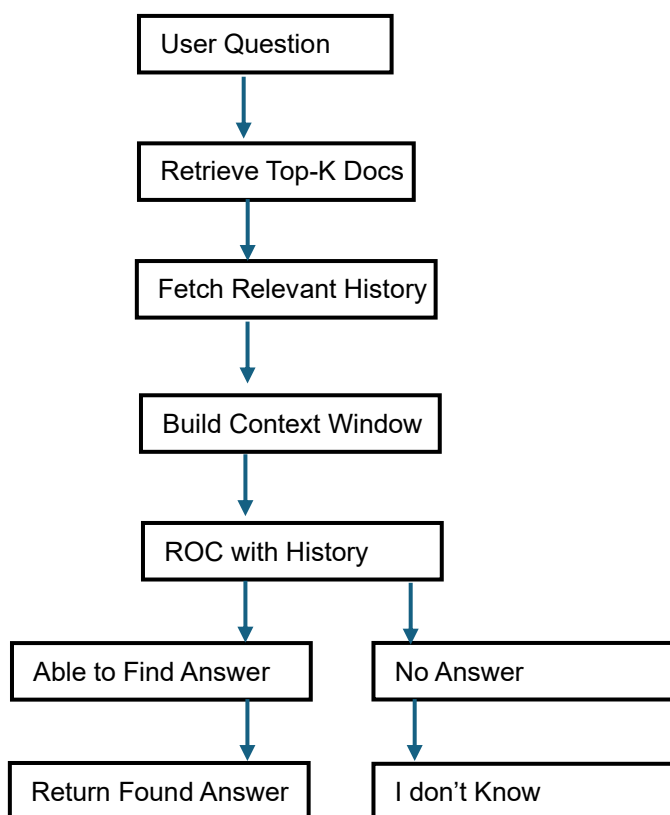 User Question
Retrieve Top-K Docs
Fetch Relevant History
Build Context Window
ROC with History
Able to Find Answer
No Answer
Return Found Answer
I don’t Know